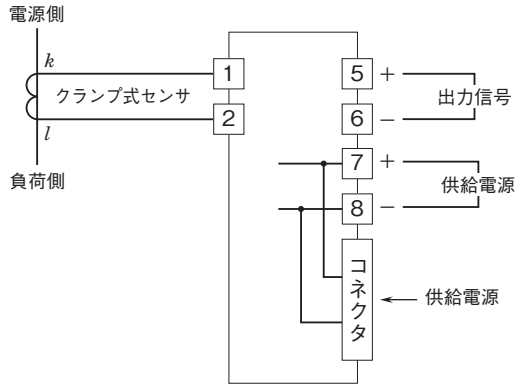 電源側
k
クランプ式センサ
l
負荷側
1
2
5 +
6 −
出力信号
7 +
8 −
供給電源
コネクタ
供給電源